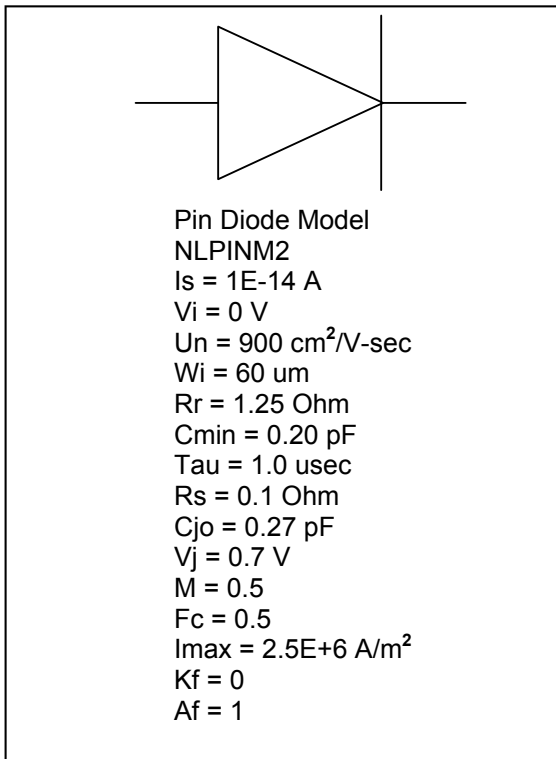 Pin Diode Model
NLPINM2
Is = 1E-14 A
Vi = 0 V
Un = 900 cm²/V-sec
Wi = 60 um
Rr = 1.25 Ohm
Cmin = 0.20 pF
Tau = 1.0 usec
Rs = 0.1 Ohm
Cjo = 0.27 pF
Vj = 0.7 V
M = 0.5
Fc = 0.5
Imax = 2.5E+6 A/m²
Kf = 0
Af = 1